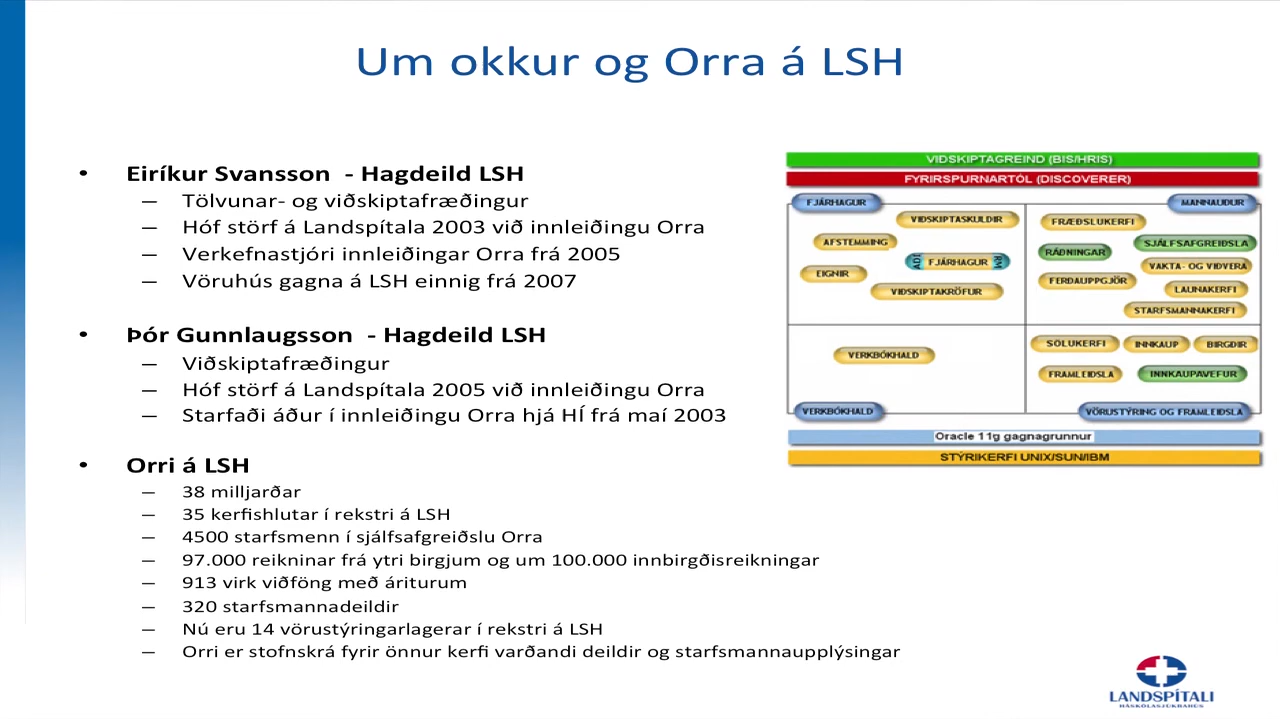 Um okkur og Orra á LSH
• Eiríkur Svansson - Hagdeild LSH
– Tölvunar- og viðskiptafræðingur
– Hóf störf á Landspítala 2003 við innleiðingu Orra
– Verkefnastjóri innleiðingar Orra frá 2005
– Vöruhús gagna á LSH einnig frá 2007
• Þór Gunnlaugsson - Hagdeild LSH
– Viðskiptafræðingur
– Hóf störf á Landspítala 2005 við innleiðingu Orra
– Starfaði áður í innleiðingu Orra hjá HÍ frá maí 2003
• Orri á LSH
– 38 milljarðar
– 35 kerfishlutar í rekstri á LSH
– 4500 starfsmenn í sjálfsafgreiðslu Orra
– 97.000 reikninar frá ytri birgjum og um 100.000 innbirgðisreikningar
– 913 virk viðföng með áriturum
– 320 starfsmannadeildir
– Nú eru 14 vörustýringarlagerar í rekstri á LSH
– Orri er stofnskrá fyrir önnur kerfi varðandi deildir og starfsmannaupplýsingar
VIÐSKIPTAGREIND (BIS/HRIS)
FYRIRSPURNARTÓL (DISCOVERER)
FJÁRHAGUR
VIÐSKIPTASKULDIR
AFSTEMMING
ADI FJÁRHAGUR RM
EIGNIR
VIÐSKIPTAKRÖFUR
MANNAUÐUR
FRÆÐSLUKERFI
SJÁLFSAFGREIÐSLA
RÁÐNINGAR
VAKTA- OG VIÐVERA
FERÐAUPPGJÖR
LAUNAKERFI
STARFSMANNAKERFI
VERKBÓKHALD
VERKBÓKHALD
SÖLUKERFI
INNKAUP
BIRGÐIR
FRAMLEIÐSLA
INNKAUPAVEFUR
VÖRUSTÝRING OG FRAMLEIÐSLA
Oracle 11g gagnagrunnur
STÝRIKERFI UNIX/SUN/IBM
LANDSPÍTALI
HÁSKÓLASJÚKRAHÚS